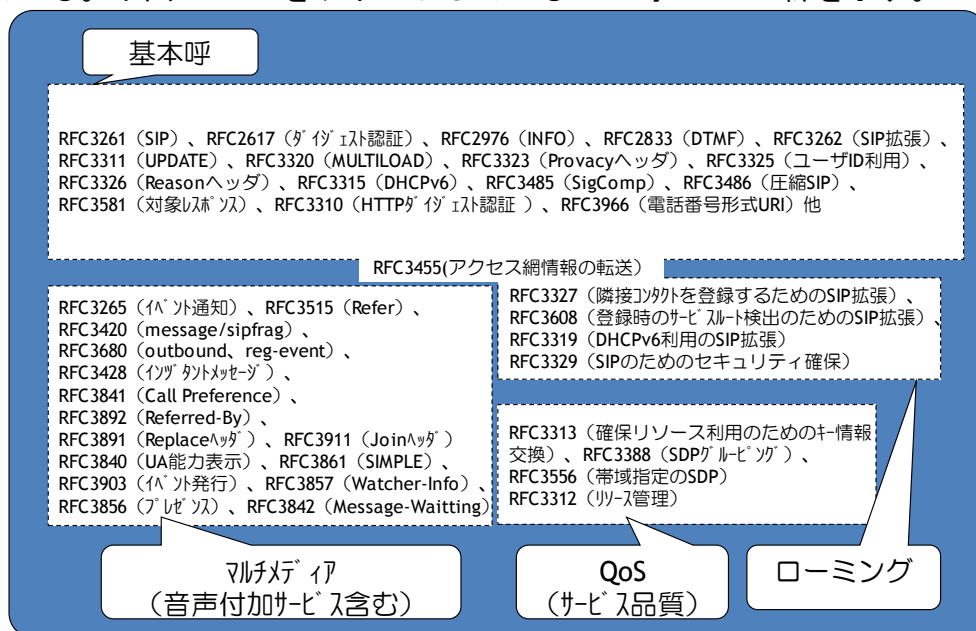 基本呼
RFC3261（SIP）、RFC2617（ﾀﾞｲｼﾞｪｽﾄ認証）、RFC2976（INFO）、RFC2833（DTMF）、RFC3262（SIP拡張）、
RFC3311（UPDATE）、RFC3320（MULTILOAD）、RFC3323（Provacyヘッダ）、RFC3325（ユーザID利用）、
RFC3326（Reasonヘッダ）、RFC3315（DHCPv6）、RFC3485（SigComp）、RFC3486（圧縮SIP）、
RFC3581（対象ﾚｽﾎﾟﾝｽ）、RFC3310（HTTPﾀﾞｲｼﾞｪｽﾄ認証 ）、RFC3966（電話番号形式URI）他
RFC3455(アクセス網情報の転送）
RFC3265（ｲﾍﾞﾝﾄ通知）、RFC3515（Refer）、
RFC3420（message/sipfrag）、
RFC3680（outbound、reg-event）、
RFC3428（ｲﾝﾂﾞﾀﾝﾄﾒｯｾｰｼﾞ）、
RFC3841（Call Preference）、
RFC3892（Referred-By）、
RFC3891（Replaceﾍｯﾀﾞ）、RFC3911（Joinﾍｯﾀﾞ）
RFC3840（UA能力表示）、RFC3861（SIMPLE）、
RFC3903（ｲﾍﾞﾝﾄ発行）、RFC3857（Watcher-Info）、
RFC3856（ﾌﾟﾚｾﾞﾝｽ）、RFC3842（Message-Waitting）
RFC3327（隣接ｺﾝﾀｸﾄを登録するためのSIP拡張）、
RFC3608（登録時のｻｰﾋﾞｽﾙｰﾄ検出のためのSIP拡張）、
RFC3319（DHCPv6利用のSIP拡張）
RFC3329（SIPのためのセキュリティ確保）
RFC3313（確保リソース利用のためのキー情報
交換）、RFC3388（SDPｸﾞﾙｰﾋﾟﾝｸﾞ）、
RFC3556（帯域指定のSDP）
RFC3312（ﾘｿｰｽ管理）
ﾏﾙﾁﾒﾃﾞｨｱ
（音声付加ｻｰﾋﾞｽ含む）
QoS
（ｻｰﾋﾞｽ品質）
ローミング